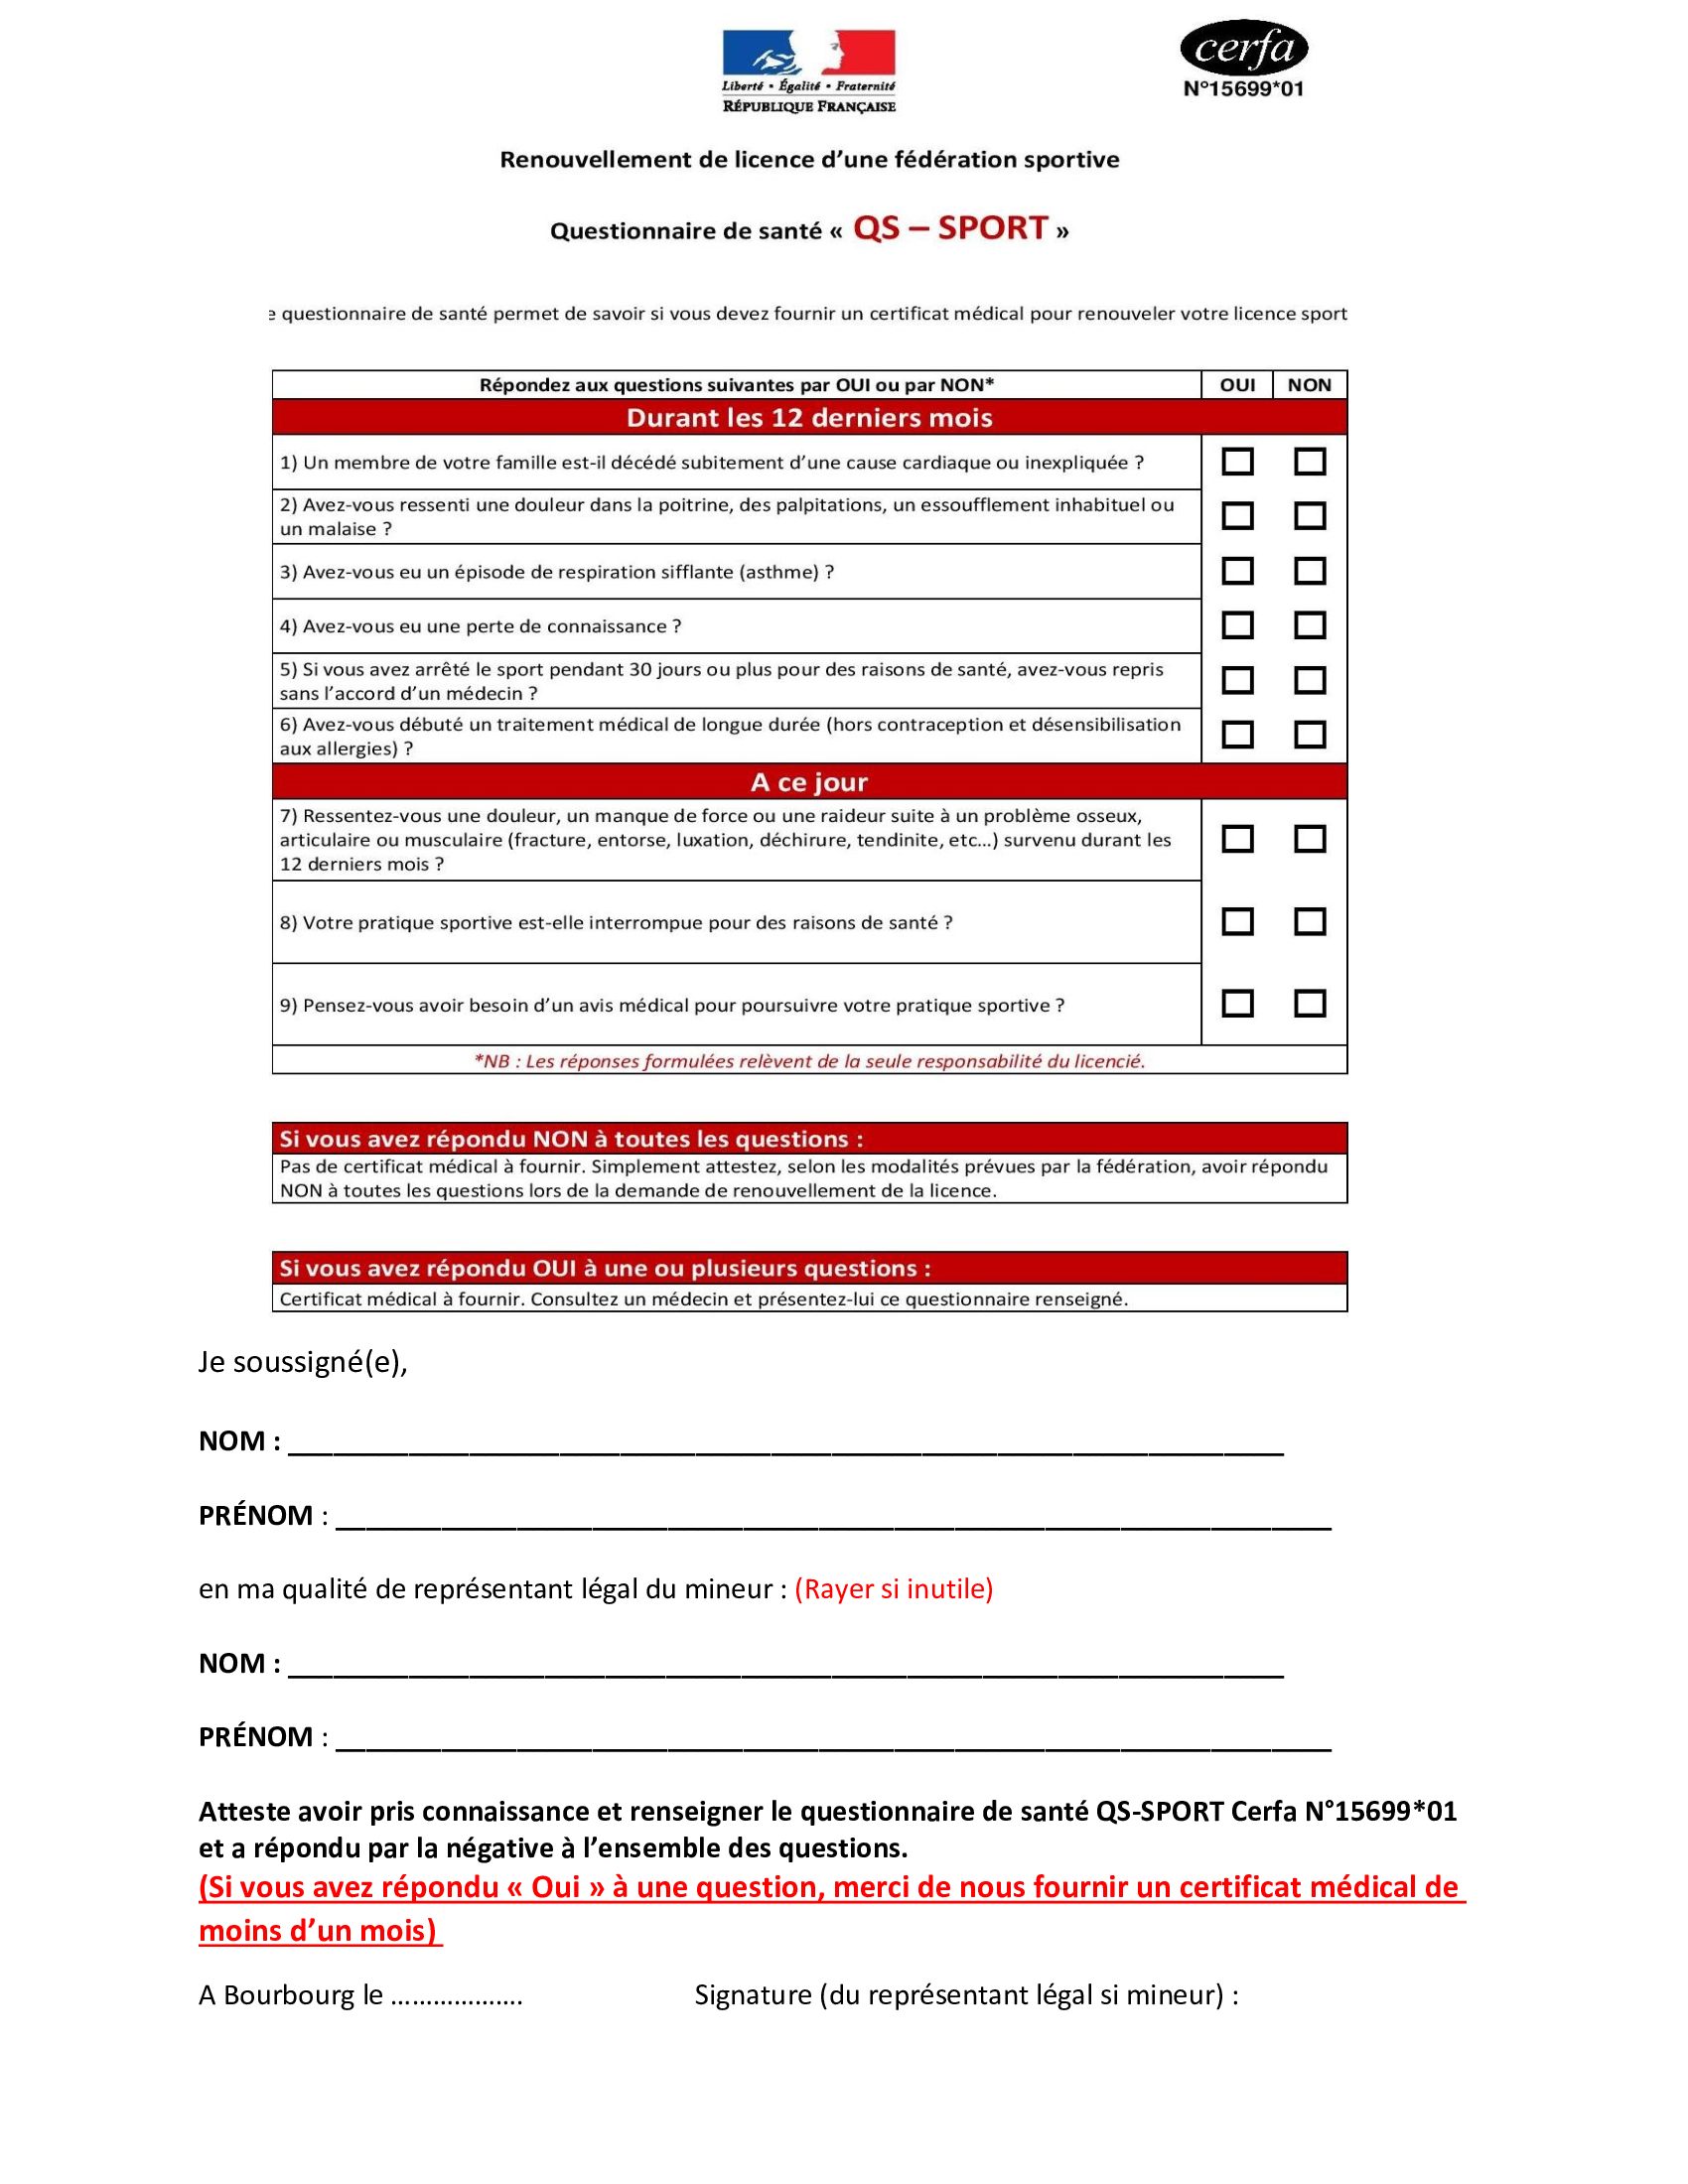 Liberté • Égalité • Fraternité
RÉPUBLIQUE FRANÇAISE
cerfa
N°15699*01
Renouvellement de licence d’une fédération sportive
Questionnaire de santé « QS – SPORT »
e questionnaire de santé permet de savoir si vous devez fournir un certificat médical pour renouveler votre licence sport
Répondez aux questions suivantes par OUI ou par NON* OUI NON
Durant les 12 derniers mois
1) Un membre de votre famille est-il décédé subitement d’une cause cardiaque ou inexpliquée ?
2) Avez-vous ressenti une douleur dans la poitrine, des palpitations, un essoufflement inhabituel ou
un malaise ?
3) Avez-vous eu un épisode de respiration sifflante (asthme) ?
4) Avez-vous eu une perte de connaissance ?
5) Si vous avez arrêté le sport pendant 30 jours ou plus pour des raisons de santé, avez-vous repris
sans l’accord d’un médecin ?
6) Avez-vous débuté un traitement médical de longue durée (hors contraception et désensibilisation
aux allergies) ?
A ce jour
7) Ressentez-vous une douleur, un manque de force ou une raideur suite à un problème osseux,
articulaire ou musculaire (fracture, entorse, luxation, déchirure, tendinite, etc...) survenu durant les
12 derniers mois ?
8) Votre pratique sportive est-elle interrompue pour des raisons de santé ?
9) Pensez-vous avoir besoin d’un avis médical pour poursuivre votre pratique sportive ?
*NB : Les réponses formulées relèvent de la seule responsabilité du licencié.
Si vous avez répondu NON à toutes les questions :
Pas de certificat médical à fournir. Simplement attestez, selon les modalités prévues par la fédération, avoir répondu
NON à toutes les questions lors de la demande de renouvellement de la licence.
Si vous avez répondu OUI à une ou plusieurs questions :
Certificat médical à fournir. Consultez un médecin et présentez-lui ce questionnaire renseigné.
Je soussigné(e),
NOM : ____________________________________________________________________
PRÉNOM : ____________________________________________________________________
en ma qualité de représentant légal du mineur : (Rayer si inutile)
NOM : ____________________________________________________________________
PRÉNOM : ____________________________________________________________________
Atteste avoir pris connaissance et renseigner le questionnaire de santé QS-SPORT Cerfa N°15699*01
et a répondu par la négative à l’ensemble des questions.
(Si vous avez répondu « Oui » à une question, merci de nous fournir un certificat médical de
moins d’un mois)
A Bourbourg le .................. Signature (du représentant légal si mineur) :